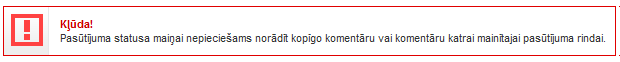 Kļūda!
Pasūtījuma statusa maiņai nepieciešams norādīt kopīgo komentāru vai komentāru katrai mainītajai pasūtījuma rindai.